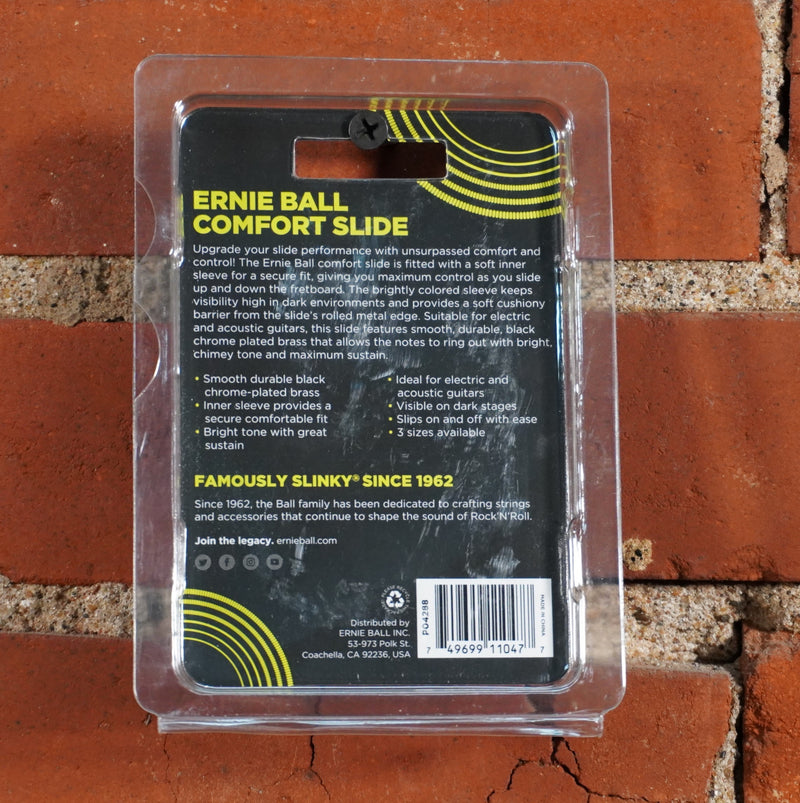 ERNIE BALL
COMFORT SLIDE
Upgrade your slide performance with unsurpassed comfort and
control! The Ernie Ball comfort slide is fitted with a soft inner
sleeve for a secure fit, giving you maximum control as you slide
up and down the fretboard. The brightly colored sleeve keeps
visibility high in dark environments and provides a soft cushiony
barrier from the slide's rolled metal edge. Suitable for electric
and acoustic guitars, this slide features smooth, durable, black
chrome plated brass that allows the notes to ring out with bright,
chimey tone and maximum sustain.
• Smooth durable black
chrome-plated brass
• Inner sleeve provides a
secure comfortable fit
• Bright tone with great
sustain
• Ideal for electric and
acoustic guitars
• Visible on dark stages
• Slips on and off with ease
• 3 sizes available
FAMOUSLY SLINKY® SINCE 1962
Since 1962, the Ball family has been dedicated to crafting strings
and accessories that continue to shape the sound of Rock'N'Roll.
Join the legacy. ernieball.com
PLEASE RECYCLE
Distributed by
ERNIE BALL INC.
53-973 Polk St.
Coachella, CA 92236, USA
P04288
7 49699 11047 7
MADE IN CHINA